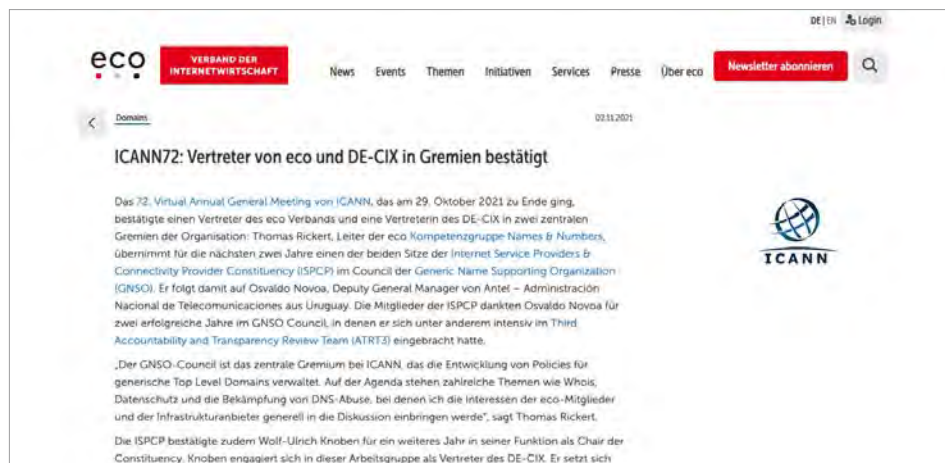 DE | EN Login
eco VERBAND DER
INTERNETWIRTSCHAFT
News Events Themen Initiativen Services Presse Über eco Newsletter abonnieren
Domains 02.11.2021
ICANN72: Vertreter von eco und DE-CIX in Gremien bestätigt
Das 72. Virtual Annual General Meeting von ICANN, das am 29. Oktober 2021 zu Ende ging,
bestätigte einen Vertreter des eco Verbands und eine Vertreterin des DE-CIX in zwei zentralen
Gremien der Organisation: Thomas Rickert, Leiter der eco Kompetenzgruppe Names & Numbers,
übernimmt für die nächsten zwei Jahre einen der beiden Sitze der Internet Service Providers &
Connectivity Provider Constituency (ISPCP) im Council der Generic Name Supporting Organization
(GNSO). Er folgt damit auf Osvaldo Novoa, Deputy General Manager von Antel – Administración
Nacional de Telecomunicaciones aus Uruguay. Die Mitglieder der ISPCP dankten Osvaldo Novoa für
zwei erfolgreiche Jahre im GNSO Council, in denen er sich unter anderem intensiv im Third
Accountability and Transparency Review Team (ATRT3) eingebracht hatte.
„Der GNSO-Council ist das zentrale Gremium bei ICANN, das die Entwicklung von Policies für
generische Top Level Domains verwaltet. Auf der Agenda stehen zahlreiche Themen wie Whois,
Datenschutz und die Bekämpfung von DNS-Abuse, bei denen ich die Interessen der eco-Mitglieder
und der Infrastrukturanbieter generell in die Diskussion einbringen werde“, sagt Thomas Rickert.
Die ISPCP bestätigte zudem Wolf-Ulrich Knoben für ein weiteres Jahr in seiner Funktion als Chair der
Constituency. Knoben engagiert sich in dieser Arbeitsgruppe als Vertreter des DE-CIX. Er setzt sich
ICANN